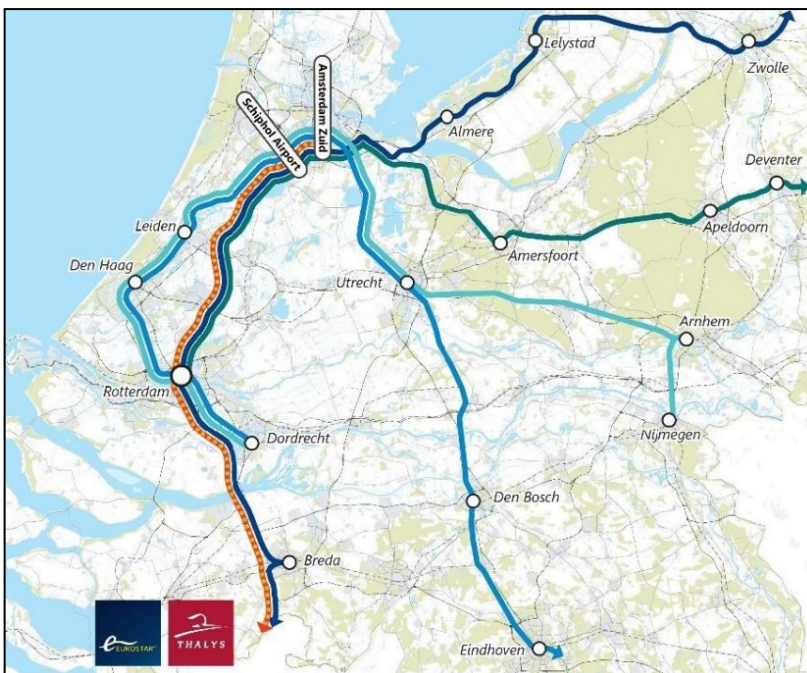 Lelystad
Zwolle
Amsterdam Zuid
Schiphol Airport
Almere
Deventer
Leiden
Apeldoorn
Amersfoort
Den Haag
Utrecht
Arnhem
Rotterdam
Nijmegen
Dordrecht
Den Bosch
Breda
EUROSTAR
THALYS
Eindhoven